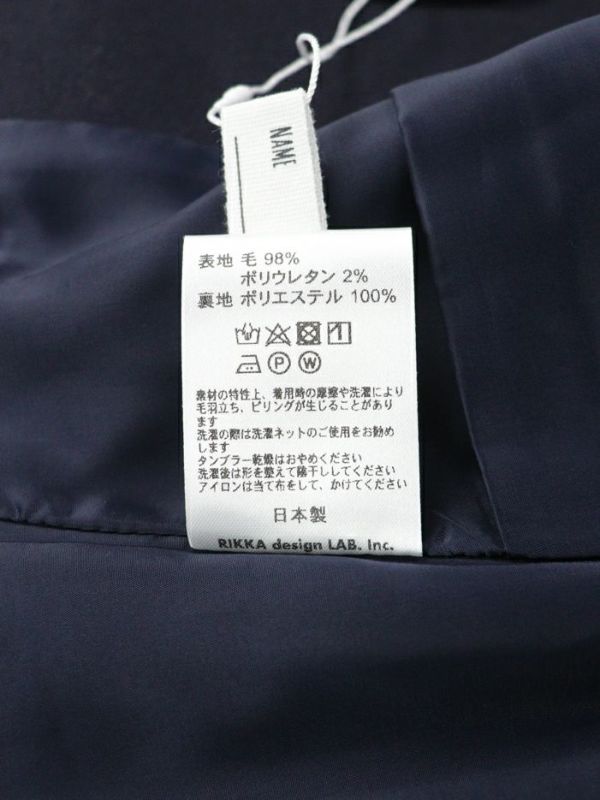 NAME
表地 毛 98%
ポリウレタン 2%
裏地 ポリエステル 100%
P W
素材の特性上、着用時の摩擦や洗濯により
毛羽立ち、ピリングが生じることがあり
ます
洗濯の際は洗濯ネットのご使用をお勧め
します
タンブラー乾燥はおやめください
洗濯後は形を整えて陰干ししてください
アイロンは当て布をして、かけてください
日本製
RIKKA design LAB. Inc.